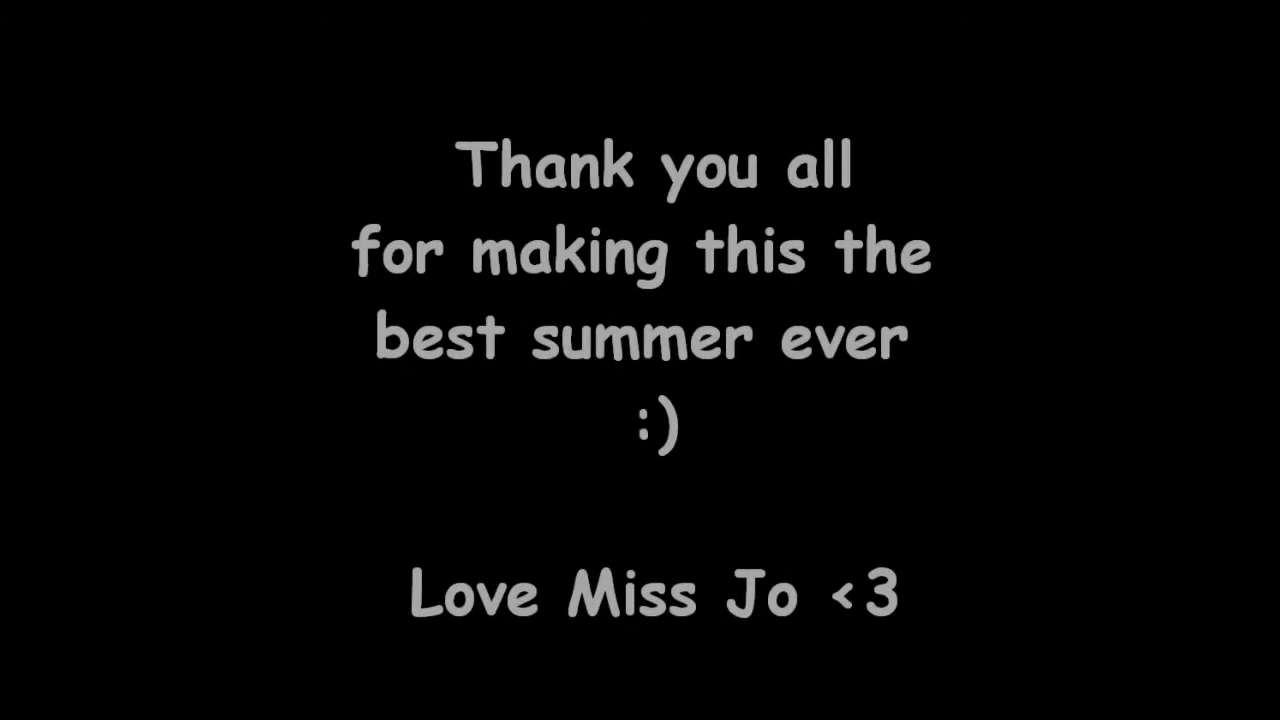 Thank you all
for making this the
best summer ever
:)
Love Miss Jo <3